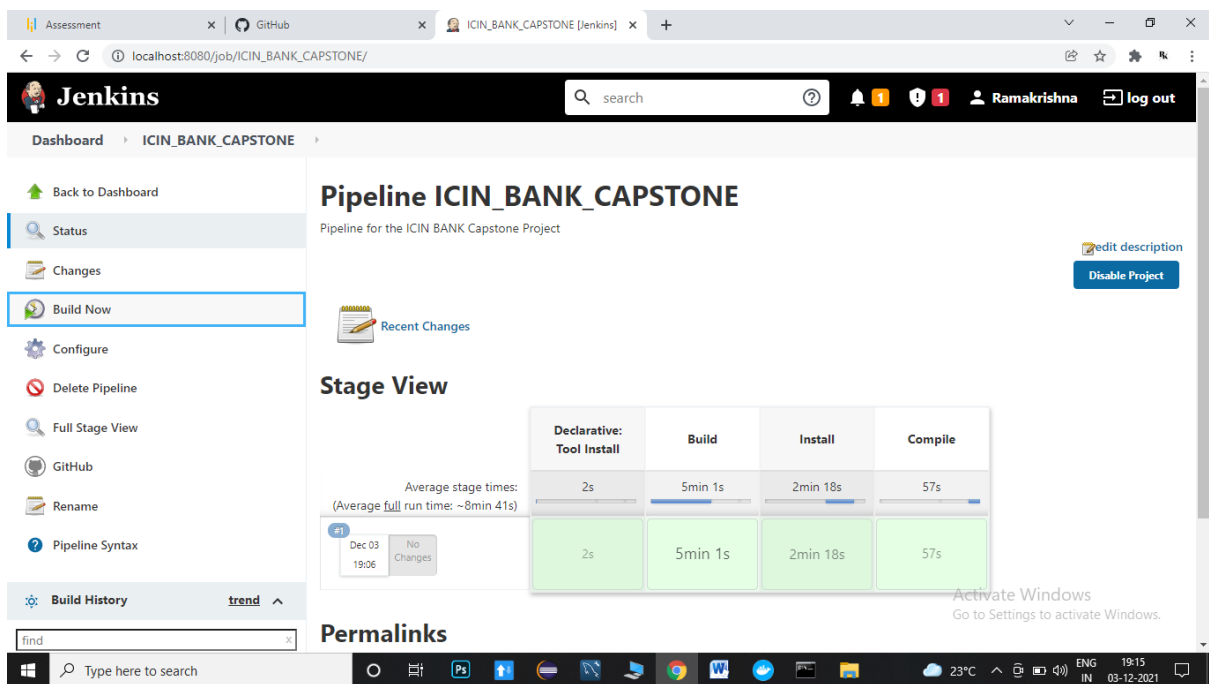 Assessment
GitHub
ICIN_BANK_CAPSTONE [Jenkins]
localhost:8080/job/ICIN_BANK_CAPSTONE/
Jenkins
search
1
1
Ramakrishna
log out
Dashboard
ICIN_BANK_CAPSTONE
Back to Dashboard
Status
Changes
Build Now
Configure
Delete Pipeline
Full Stage View
GitHub
Rename
Pipeline Syntax
Build History
trend
find
x
Pipeline ICIN_BANK_CAPSTONE
Pipeline for the ICIN BANK Capstone Project
edit description
Disable Project
Recent Changes
Stage View
Declarative:
Tool Install
Build
Install
Compile
Average stage times:
(Average full run time: ~8min 41s)
2s
5min 1s
2min 18s
57s
#1
Dec 03
19:06
No
Changes
2s
5min 1s
2min 18s
57s
Permalinks
Activate Windows
Go to Settings to activate Windows.
Type here to search
Ps
W
23°C
ENG
IN
19:15
03-12-2021